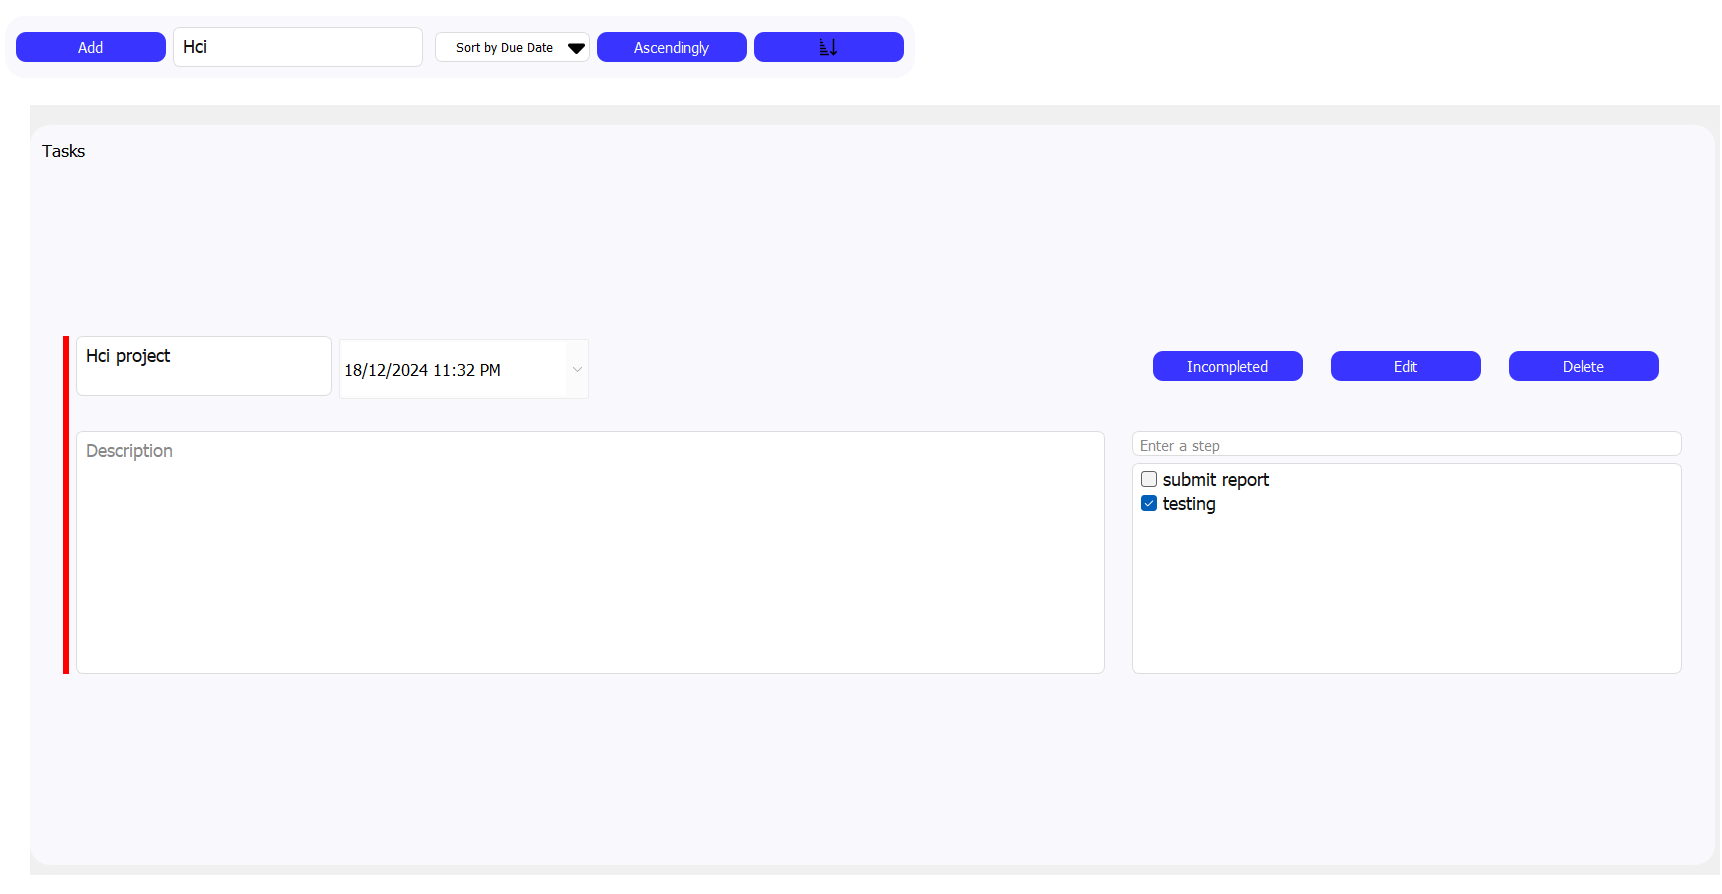 Add
Hci
Sort by Due Date
Ascendingly
Tasks
Hci project
18/12/2024 11:32 PM
Incompleted
Edit
Delete
Description
Enter a step
submit report
testing